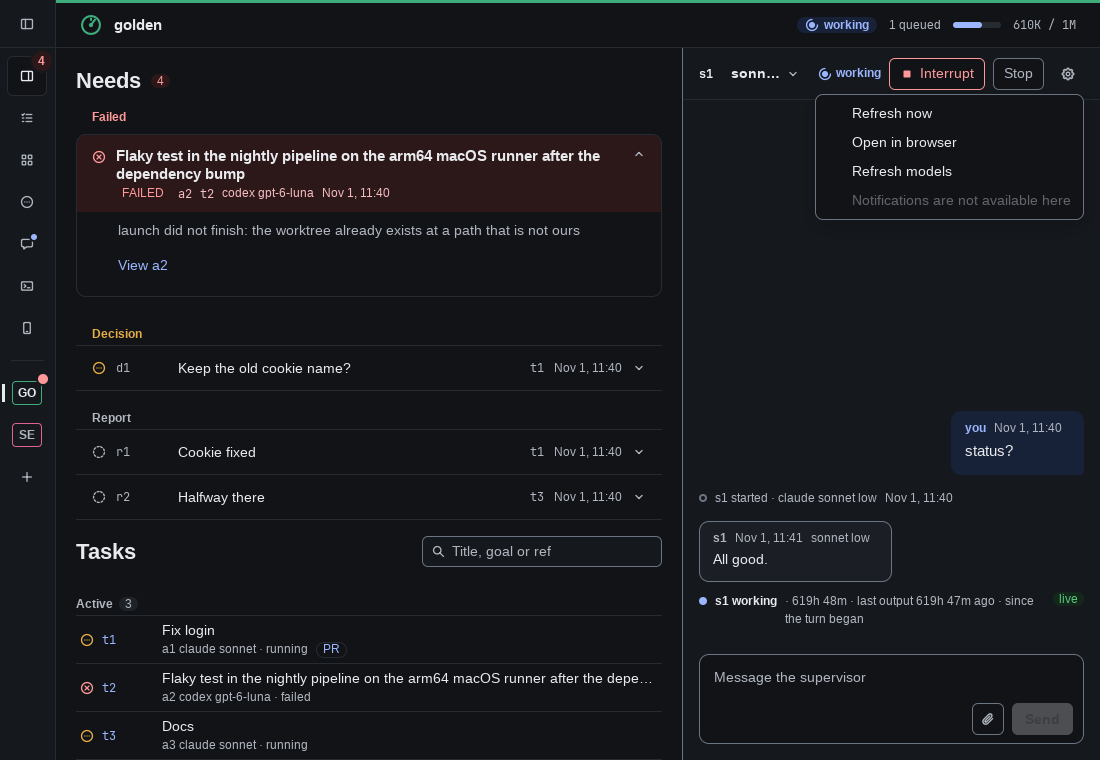 golden
working
1 queued
610K / 1M
4
GO
SE
Needs 4
Failed
Flaky test in the nightly pipeline on the arm64 macOS runner after the
dependency bump
FAILED a2 t2 codex gpt-6-luna Nov 1, 11:40
launch did not finish: the worktree already exists at a path that is not ours
View a2
Decision
d1 Keep the old cookie name? t1 Nov 1, 11:40
Report
r1 Cookie fixed t1 Nov 1, 11:40
r2 Halfway there t3 Nov 1, 11:40
Tasks
Title, goal or ref
Active 3
t1 Fix login
a1 claude sonnet · running PR
t2 Flaky test in the nightly pipeline on the arm64 macOS runner after the depe…
a2 codex gpt-6-luna · failed
t3 Docs
a3 claude sonnet · running
s1 sonn… working Interrupt Stop
Refresh now
Open in browser
Refresh models
Notifications are not available here
you Nov 1, 11:40
status?
s1 started · claude sonnet low Nov 1, 11:40
s1 Nov 1, 11:41 sonnet low
All good.
s1 working · 619h 48m · last output 619h 47m ago · since
the turn began
live
Message the supervisor
Send